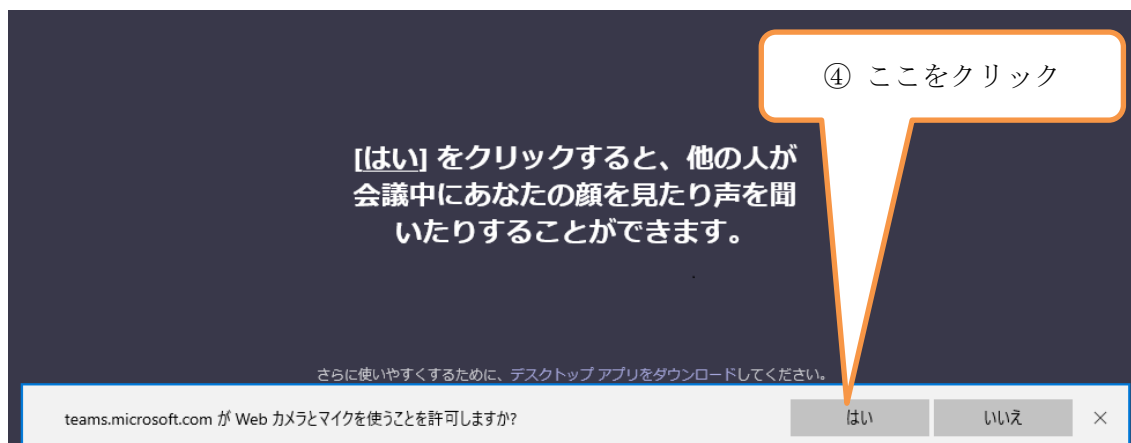 ④ ここをクリック
[はい] をクリックすると、他の人が
会議中にあなたの顔を見たり声を聞
いたりすることができます。
さらに使いやすくするために、デスクトップ アプリをダウンロードしてください。
teams.microsoft.com が Web カメラとマイクを使うことを許可しますか?
はい
いいえ